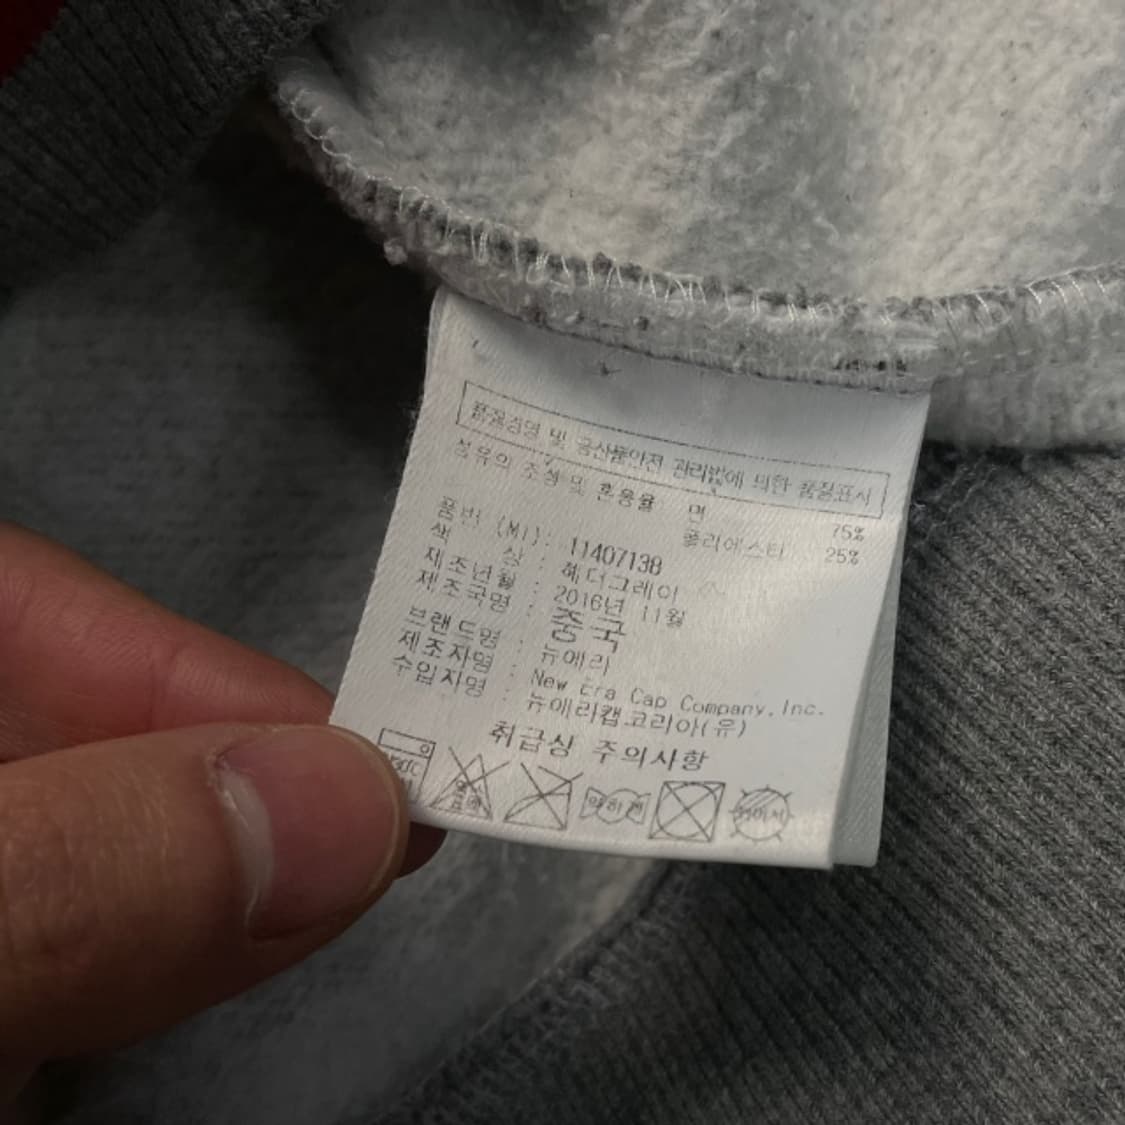 품질경영 및 공산품안전 관리법에 의한 품질표시
섬유의 조성 및 혼용율 면 75%
폴리에스터 25%
품번 (MI): 11407138
색 상 : 헤더그레이
제조년월 : 2016년 11월
제조국명 : 중국
브랜드명 : 뉴에라
제조자명 : New Era Cap Company.Inc.
수입자명 : 뉴에라캡코리아(유)
취급상 주의사항
약하게